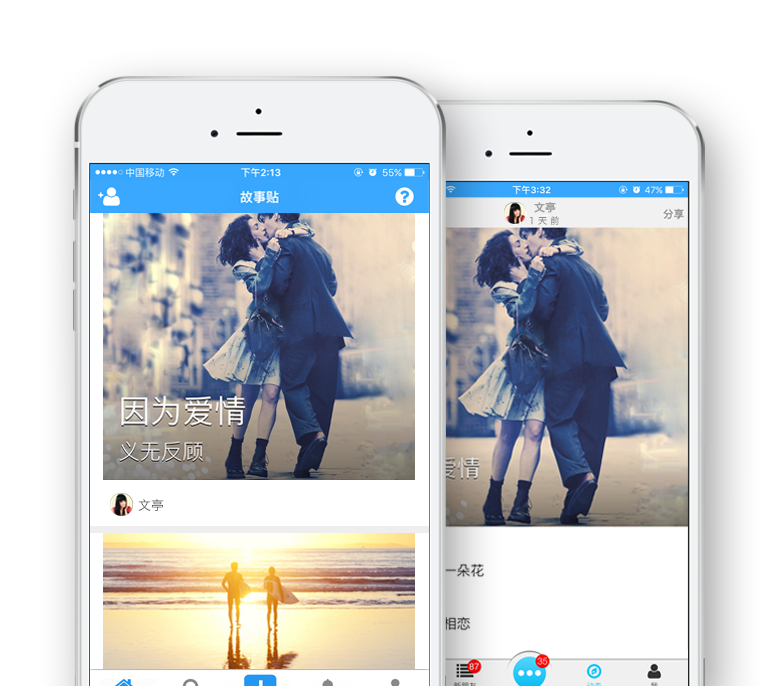 中国移动
下午2:13
55%
故事贴
因为爱情
义无反顾
文亭
下午3:32
47%
文亭
1 天 前
分享
爱情
一朵花
相恋
87
35